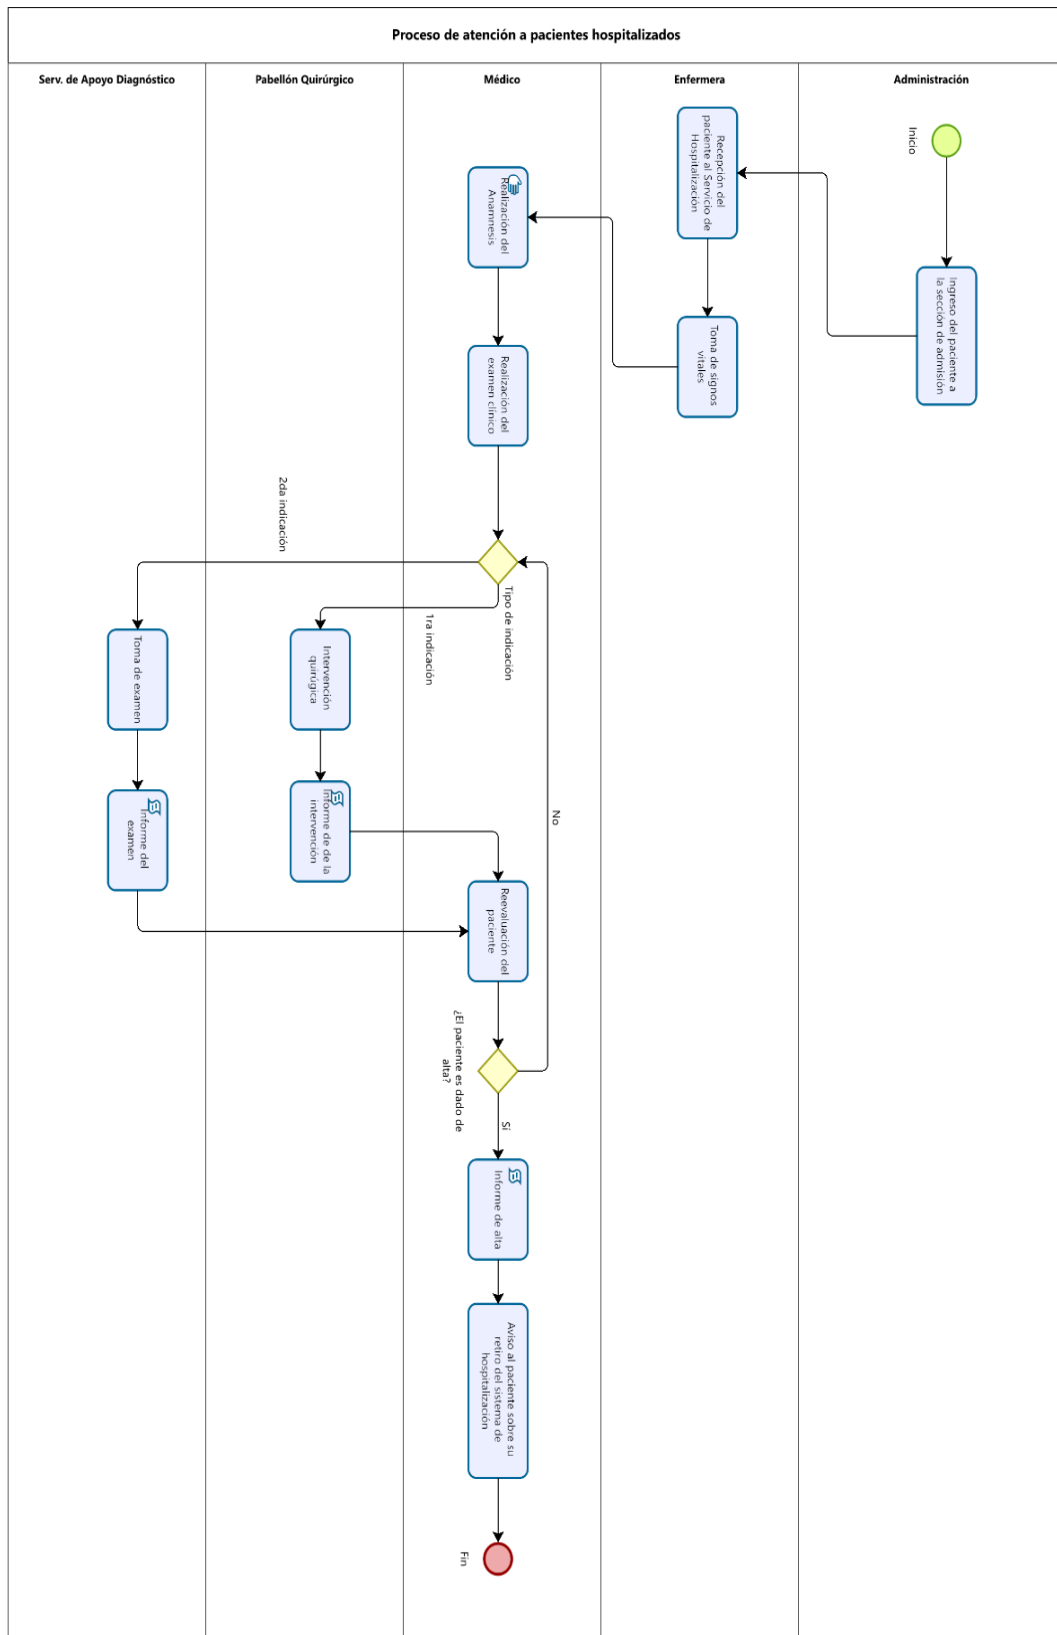 Proceso de atención a pacientes hospitalizados
Serv. de Apoyo Diagnóstico
Pabellón Quirúrgico
Médico
Enfermera
Administración
Inicio
Ingreso del paciente a
la sección de admisión
Recepción del
paciente al Servicio de
Hospitalización
Toma de signos
vitales
Realización del
Anamnesis
Realización del
examen clínico
Tipo de indicación
1ra indicación
2da indicación
Intervención
quirúgica
Informe de de la
intervención
Toma de examen
Informe del
examen
Reevaluación del
paciente
¿El paciente es dado de
alta?
No
Si
Informe de alta
Aviso al paciente sobre su
retiro del sistema de
hospitalización
Fin